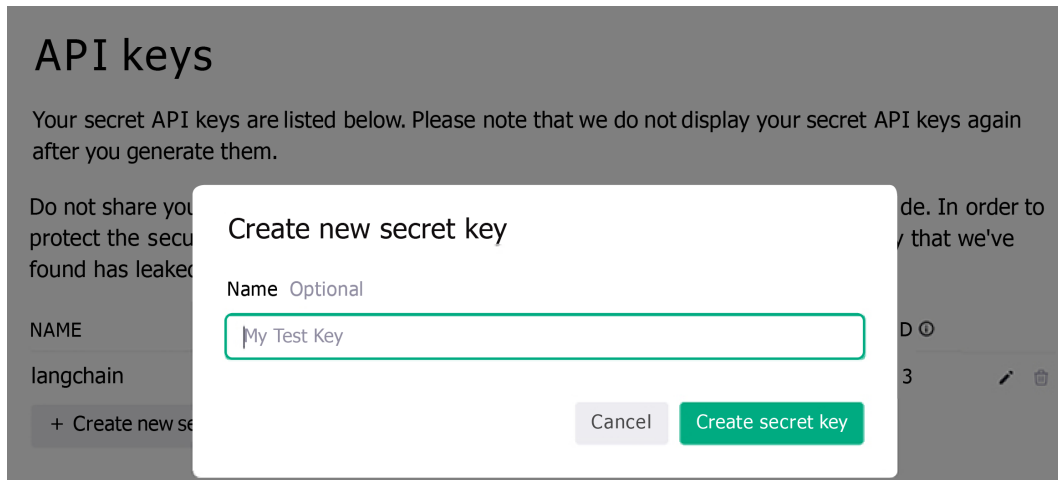 API keys
Your secret API keys are listed below. Please note that we do not display your secret API keys again
after you generate them.
Do not share you de. In order to
protect the secu y that we've
found has leaked
Create new secret key
Name Optional
My Test Key
NAME D
langchain 3
+ Create new se
Cancel Create secret key